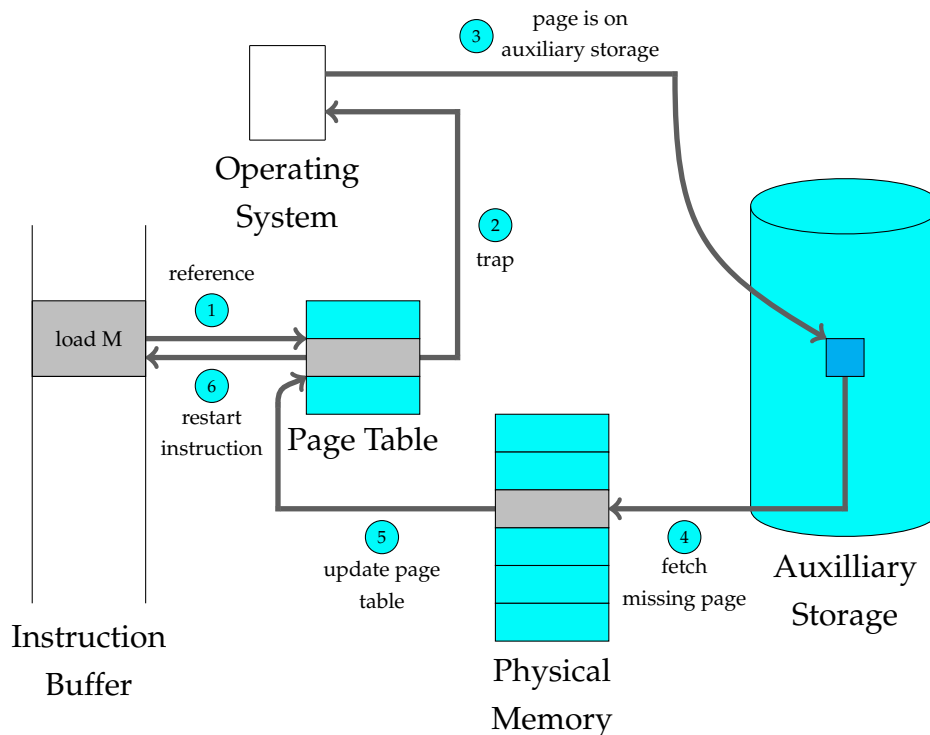 page is on
3
auxiliary storage
Operating
System
2
trap
reference
1
load M
6
restart
instruction
Page Table
5
update page
table
4
fetch
missing page
Auxilliary
Storage
Instruction
Buffer
Physical
Memory